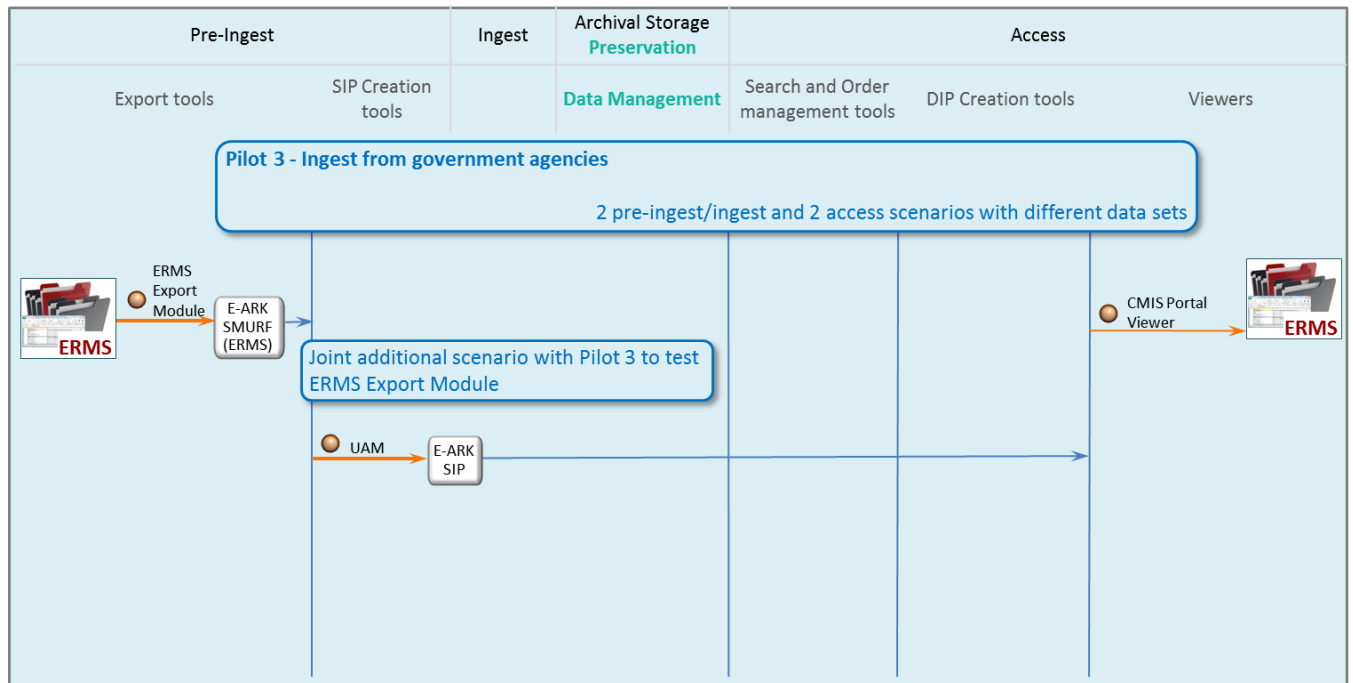 Pre-Ingest
Ingest
Archival Storage
Preservation
Access
Export tools
SIP Creation
tools
Data Management
Search and Order
management tools
DIP Creation tools
Viewers
Pilot 3 - Ingest from government agencies
2 pre-ingest/ingest and 2 access scenarios with different data sets
ERMS
Export
Module
ERMS
E-ARK
SMURF
(ERMS)
CMIS Portal
Viewer
ERMS
Joint additional scenario with Pilot 3 to test
ERMS Export Module
UAM
E-ARK
SIP